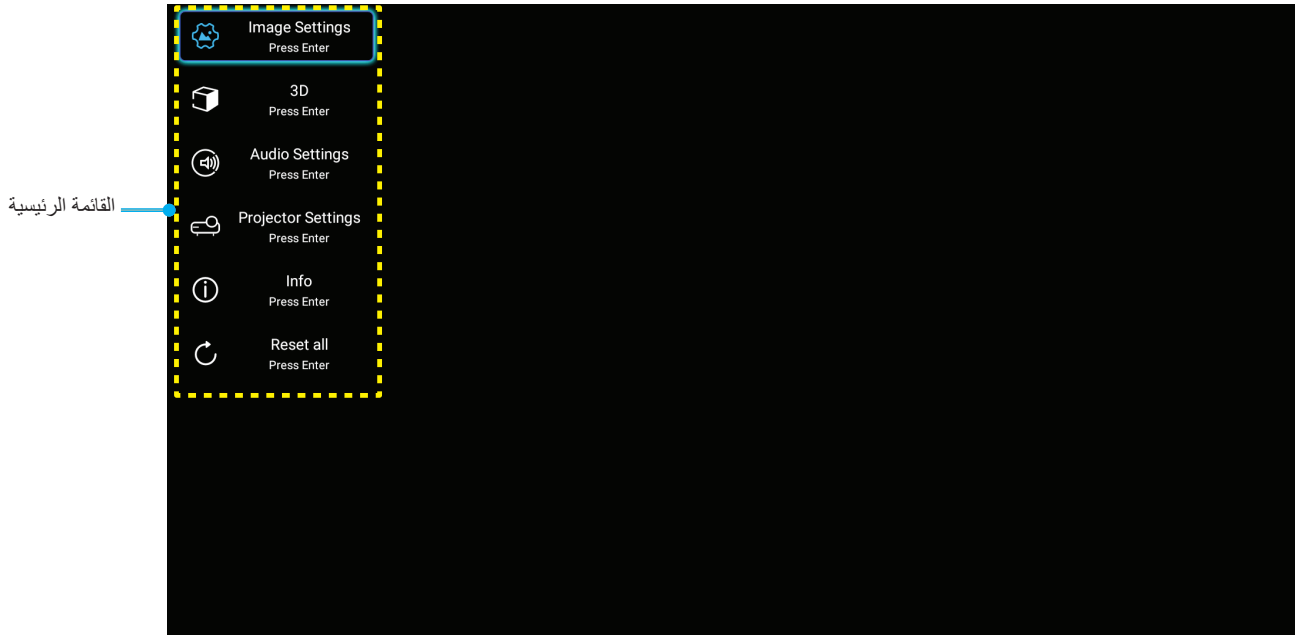 Image Settings
Press Enter
3D
Press Enter
Audio Settings
Press Enter
القائمة الرئيسية
Projector Settings
Press Enter
Info
Press Enter
Reset all
Press Enter